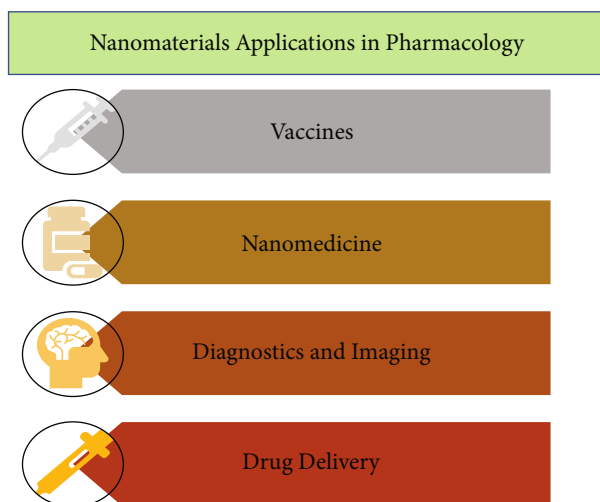 Nanomaterials Applications in Pharmacology
Vaccines
Nanomedicine
Diagnostics and Imaging
Drug Delivery